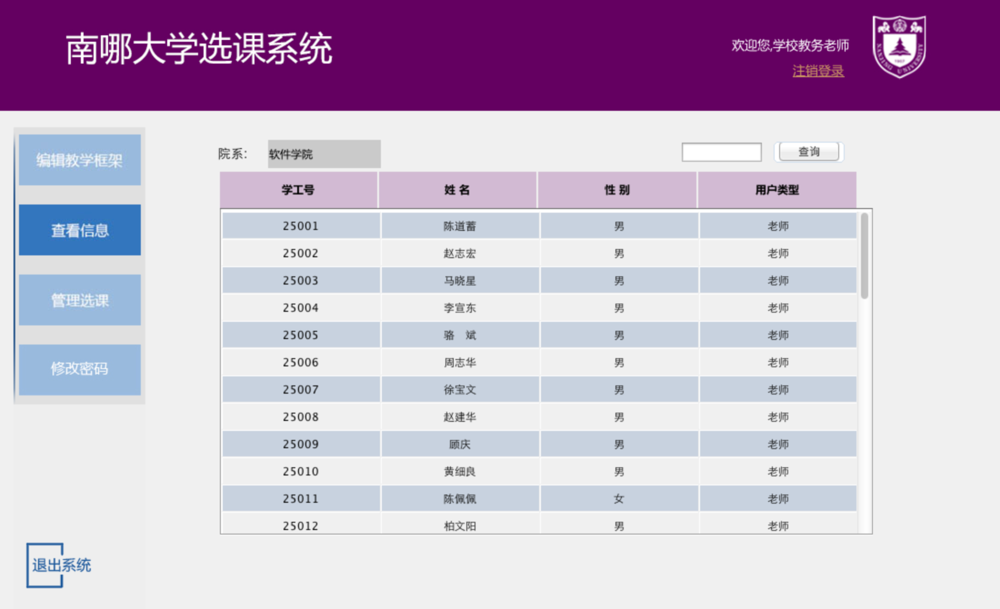 南哪大学选课系统
欢迎您,学校教务老师
注销登录
NANJING UNIVERSITY
1902
编辑教学框架
查看信息
管理选课
修改密码
退出系统
院系: 软件学院 查询
学工号 姓 名 性 别 用户类型
25001 陈道蓄 男 老师
25002 赵志宏 男 老师
25003 马晓星 男 老师
25004 李宣东 男 老师
25005 骆 斌 男 老师
25006 周志华 男 老师
25007 徐宝文 男 老师
25008 赵建华 男 老师
25009 顾庆 男 老师
25010 黄细良 男 老师
25011 陈佩佩 女 老师
25012 柏文阳 男 老师